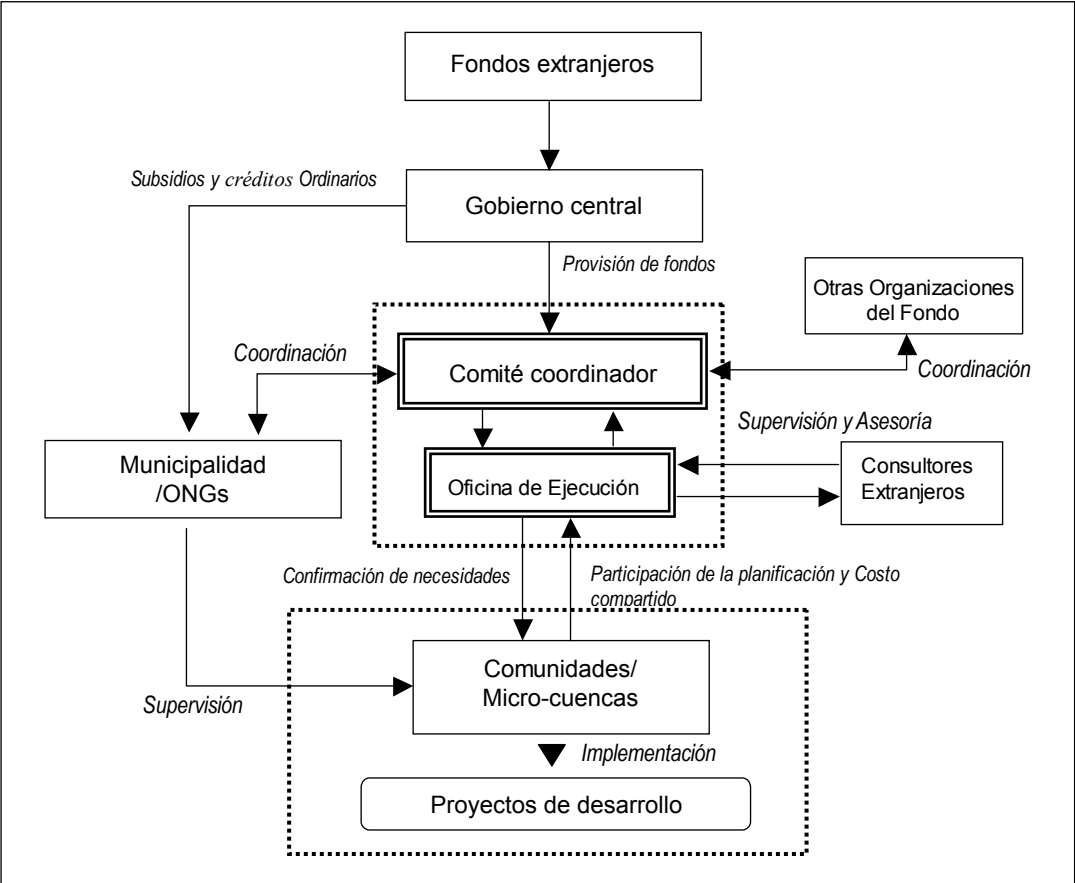 Fondos extranjeros
Subsidios y créditos Ordinarios
Gobierno central
Provisión de fondos
Otras Organizaciones
del Fondo
Coordinación
Comité coordinador
Coordinación
Supervisión y Asesoría
Municipalidad
/ONGs
Oficina de Ejecución
Consultores
Extranjeros
Confirmación de necesidades
Participación de la planificación y Costo
compartido
Comunidades/
Micro-cuencas
Supervisión
Implementación
Proyectos de desarrollo